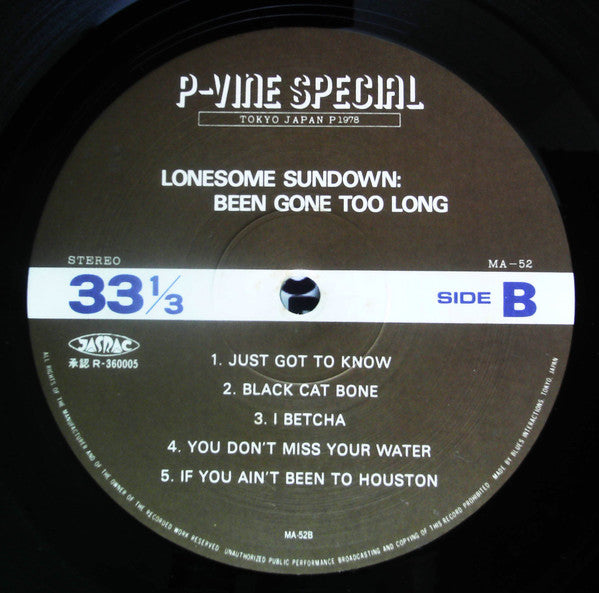 P-VINE SPECIAL
TOKYO JAPAN P1978
LONESOME SUNDOWN:
BEEN GONE TOO LONG
STEREO
MA-52
33 1/3
SIDE B
JASRAC
承認 R-360005
1. JUST GOT TO KNOW
2. BLACK CAT BONE
3. I BETCHA
4. YOU DON'T MISS YOUR WATER
5. IF YOU AIN'T BEEN TO HOUSTON
MA-52B
ALL RIGHTS OF THE MANUFACTURER AND OF THE OWNER OF THE RECORDED WORK RESERVED. UNAUTHORIZED PUBLIC PERFORMANCE BROADCASTING AND COPYING OF THIS RECORD PROHIBITED. MADE BY BLUES INTERACTIONS, TOKYO, JAPAN